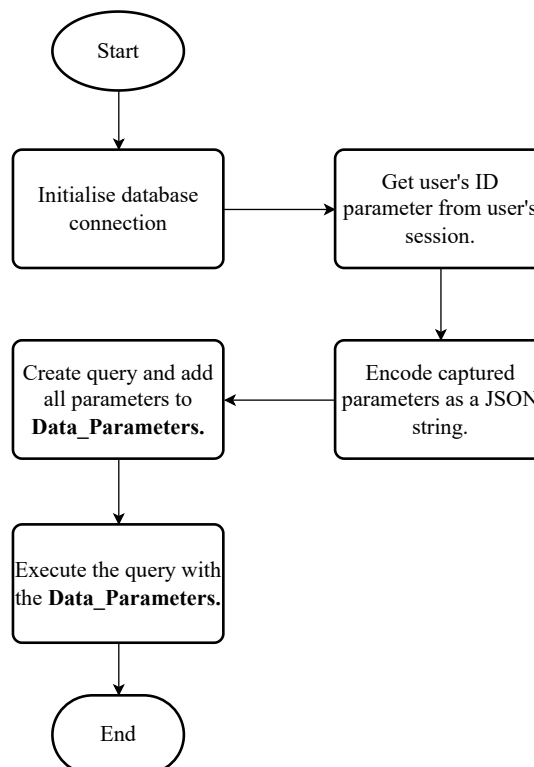 Start
Initialise database
connection
Get user's ID
parameter from user's
session.
Encode captured
parameters as a JSON
string.
Create query and add
all parameters to
Data_Parameters.
Execute the query with
the Data_Parameters.
End